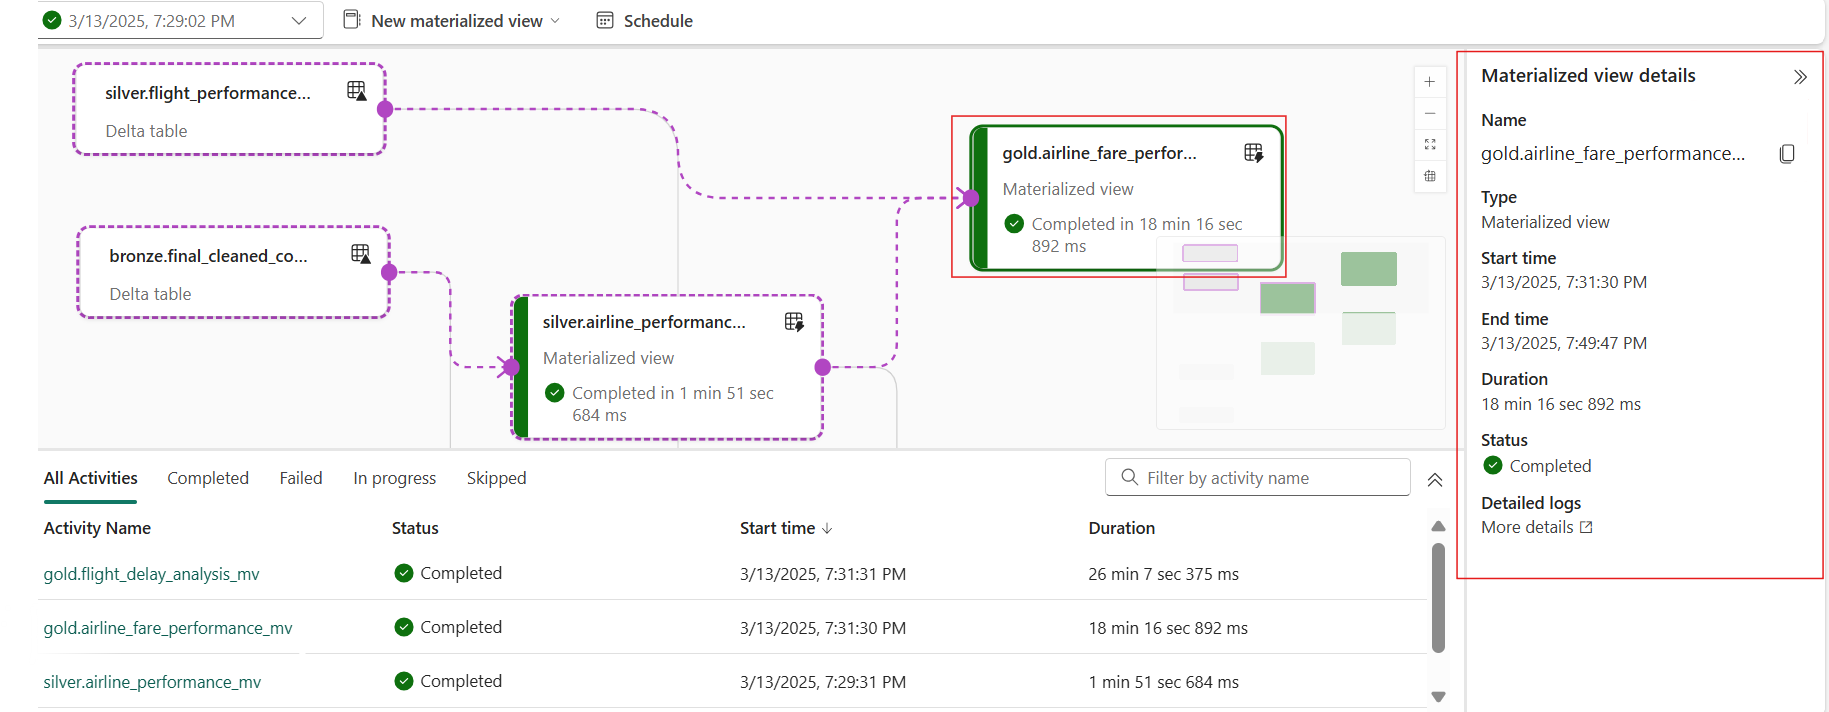 3/13/2025, 7:29:02 PM
New materialized view
Schedule
silver.flight_performance...
Delta table
bronze.final_cleaned_co...
Delta table
silver.airline_performanc...
Materialized view
Completed in 1 min 51 sec
684 ms
gold.airline_fare_perfor...
Materialized view
Completed in 18 min 16 sec
892 ms
Materialized view details
Name
gold.airline_fare_performance...
Type
Materialized view
Start time
3/13/2025, 7:31:30 PM
End time
3/13/2025, 7:49:47 PM
Duration
18 min 16 sec 892 ms
Status
Completed
Detailed logs
More details
All Activities Completed Failed In progress Skipped
Filter by activity name
Activity Name Status Start time Duration
gold.flight_delay_analysis_mv Completed 3/13/2025, 7:31:31 PM 26 min 7 sec 375 ms
gold.airline_fare_performance_mv Completed 3/13/2025, 7:31:30 PM 18 min 16 sec 892 ms
silver.airline_performance_mv Completed 3/13/2025, 7:29:31 PM 1 min 51 sec 684 ms